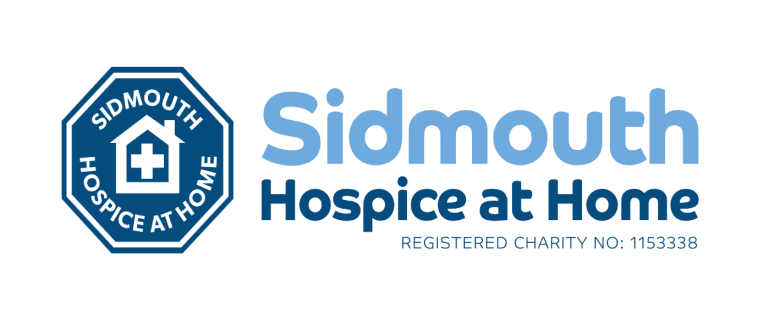 SIDMOUTH
HOSPICE AT HOME
Sidmouth
Hospice at Home
REGISTERED CHARITY NO: 1153338